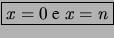 x = 0 e x = n